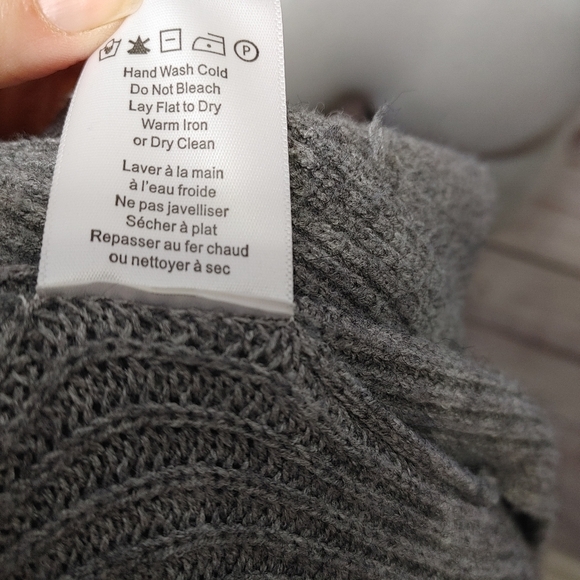 P
Hand Wash Cold
Do Not Bleach
Lay Flat to Dry
Warm Iron
or Dry Clean
Laver à la main
à l'eau froide
Ne pas javelliser
Sécher à plat
Repasser au fer chaud
ou nettoyer à sec